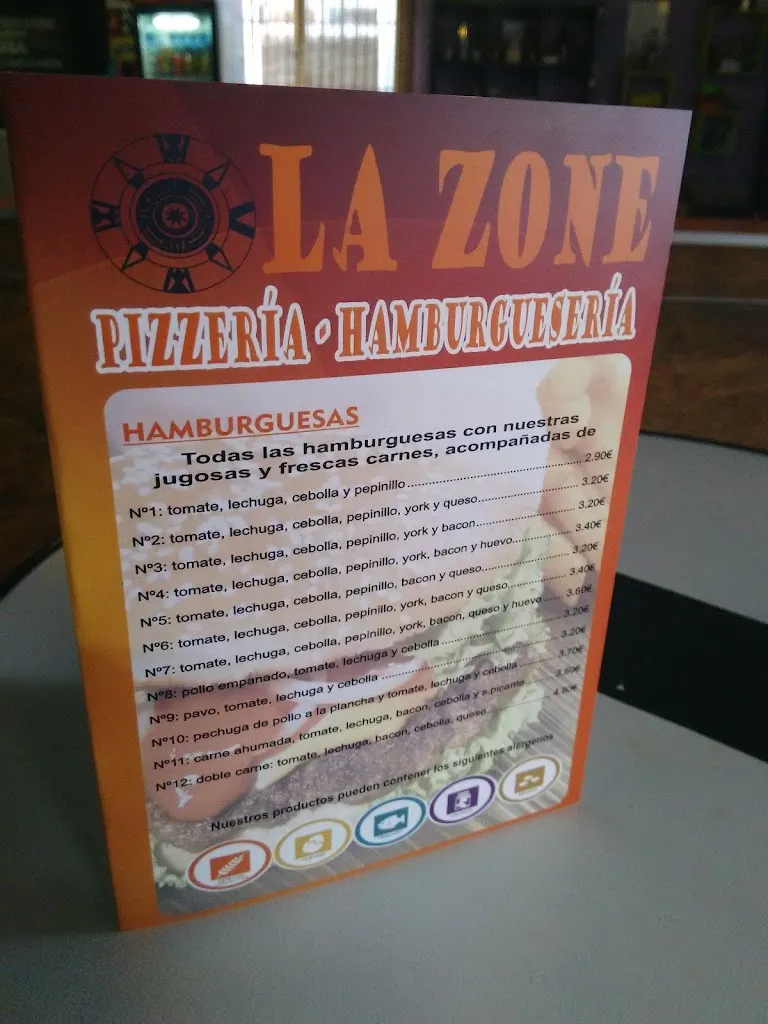 LA ZONE
PIZZERÍA · HAMBURGUESERÍA
HAMBURGUESAS
Todas las hamburguesas con nuestras
jugosas y frescas carnes, acompañadas de
Nº1: tomate, lechuga, cebolla y pepinillo 2.90€
Nº2: tomate, lechuga, cebolla, pepinillo, york y queso 3.20€
Nº3: tomate, lechuga, cebolla, pepinillo, york y bacon 3.20€
Nº4: tomate, lechuga, cebolla, pepinillo, york, bacon y huevo 3.40€
Nº5: tomate, lechuga, cebolla, pepinillo, bacon y queso 3.20€
Nº6: tomate, lechuga, cebolla, pepinillo, york, bacon y queso 3.40€
Nº7: tomate, lechuga, cebolla, pepinillo, york, bacon, queso y huevo 3.60€
Nº8: pollo empanado, tomate, lechuga y cebolla 3.20€
Nº9: pavo, tomate, lechuga y cebolla 3.20€
Nº10: pechuga de pollo a la plancha y tomate, lechuga y cebolla 3.70€
Nº11: carne ahumada, tomate, lechuga, bacon, cebolla y s.picante
Nº12: doble carne: tomate, lechuga, bacon, cebolla, queso
Nuestros productos pueden contener los siguientes alergenos